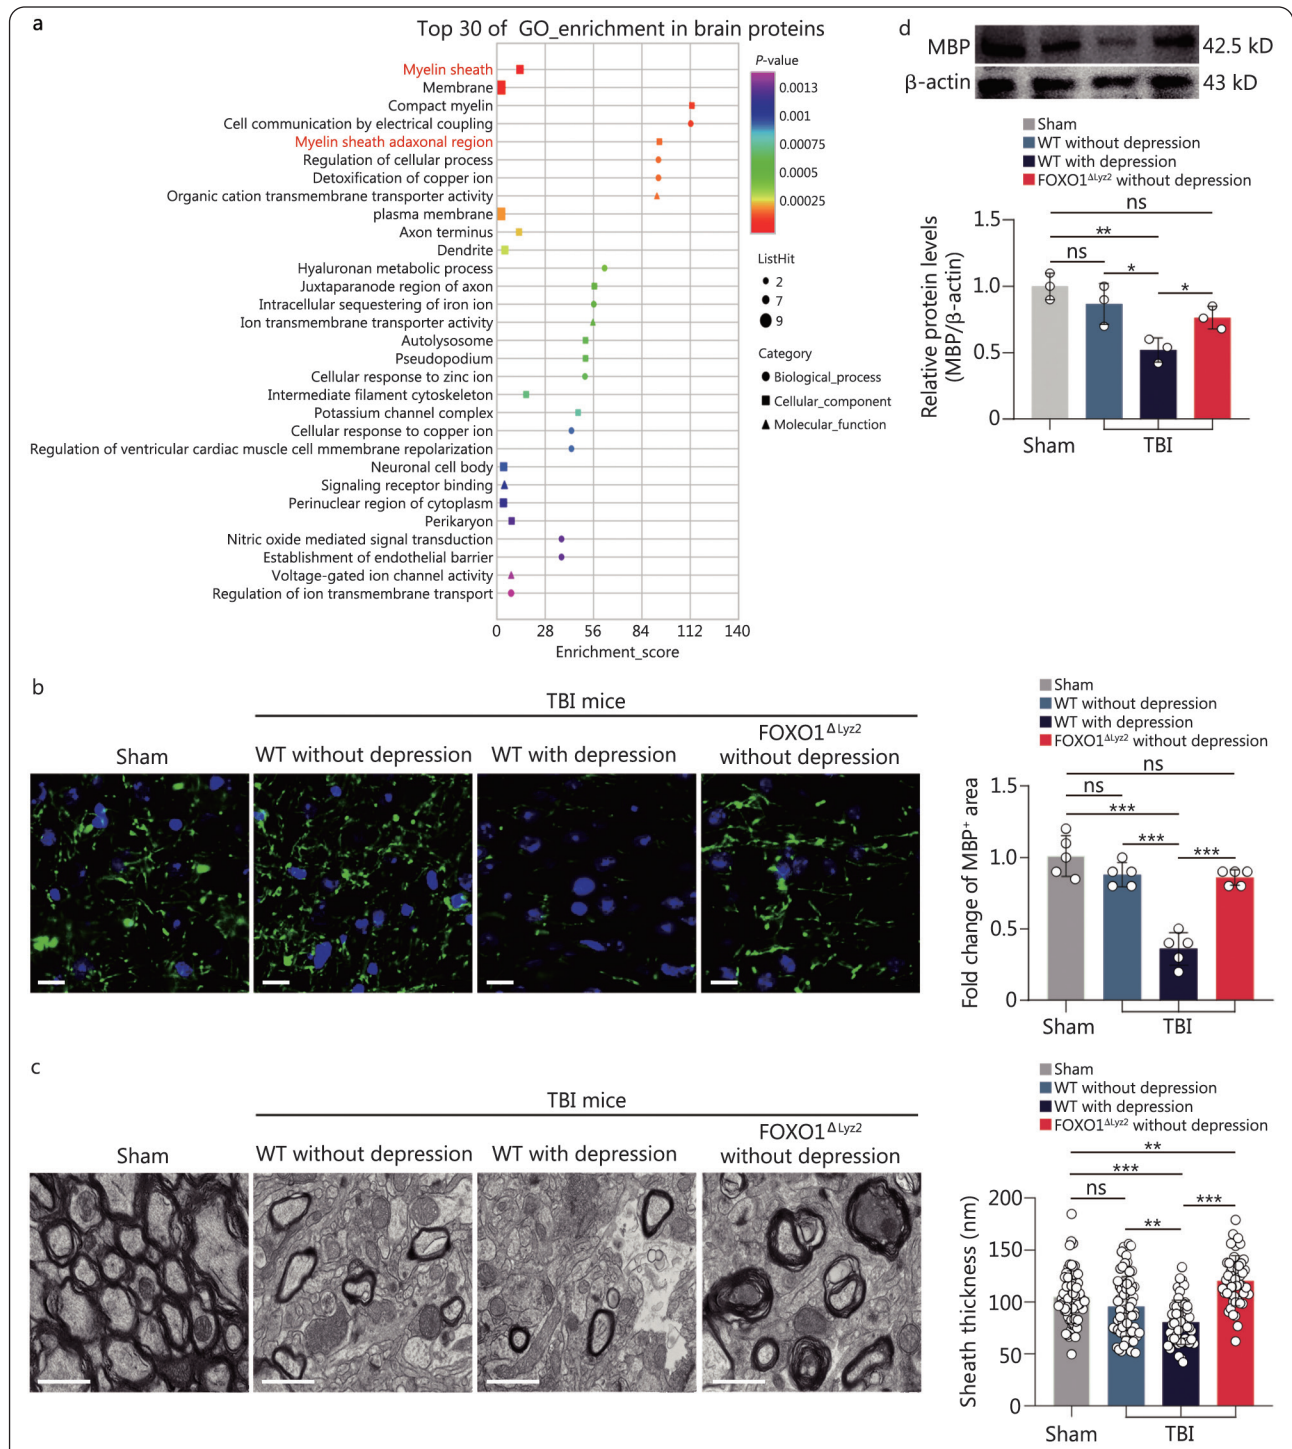 a
Top 30 of GO_enrichment in brain proteins
Myelin sheath
Membrane
Compact myelin
Cell communication by electrical coupling
Myelin sheath adaxonal region
Regulation of cellular process
Detoxification of copper ion
Organic cation transmembrane transporter activity
plasma membrane
Axon terminus
Dendrite
Hyaluronan metabolic process
Juxtaparanode region of axon
Intracellular sequestering of iron ion
Ion transmembrane transporter activity
Autolysosome
Pseudopodium
Cellular response to zinc ion
Intermediate filament cytoskeleton
Potassium channel complex
Cellular response to copper ion
Regulation of ventricular cardiac muscle cell mmembrane repolarization
Neuronal cell body
Signaling receptor binding
Perinuclear region of cytoplasm
Perikaryon
Nitric oxide mediated signal transduction
Establishment of endothelial barrier
Voltage-gated ion channel activity
Regulation of ion transmembrane transport
0 28 56 84 112 140
Enrichment_score
P-value
0.0013
0.001
0.00075
0.0005
0.00025
ListHit
2
7
9
Category
Biological_process
Cellular_component
Molecular_function
d
MBP 42.5 kD
β-actin 43 kD
Sham
WT without depression
WT with depression
FOXO1ΔLyz2 without depression
Relative protein levels
(MBP/β-actin)
1.5
1.0
0.5
0
ns
**
ns
*
*
Sham TBI
b
TBI mice
Sham
WT without depression
WT with depression
FOXO1ΔLyz2
without depression
Sham
WT without depression
WT with depression
FOXO1ΔLyz2 without depression
Fold change of MBP+ area
1.5
1.0
0.5
0
ns
ns
***
***
***
Sham TBI
c
TBI mice
Sham
WT without depression
WT with depression
FOXO1ΔLyz2
without depression
Sham
WT without depression
WT with depression
FOXO1ΔLyz2 without depression
Sheath thickness (nm)
200
150
100
50
0
**
***
ns
***
**
Sham TBI